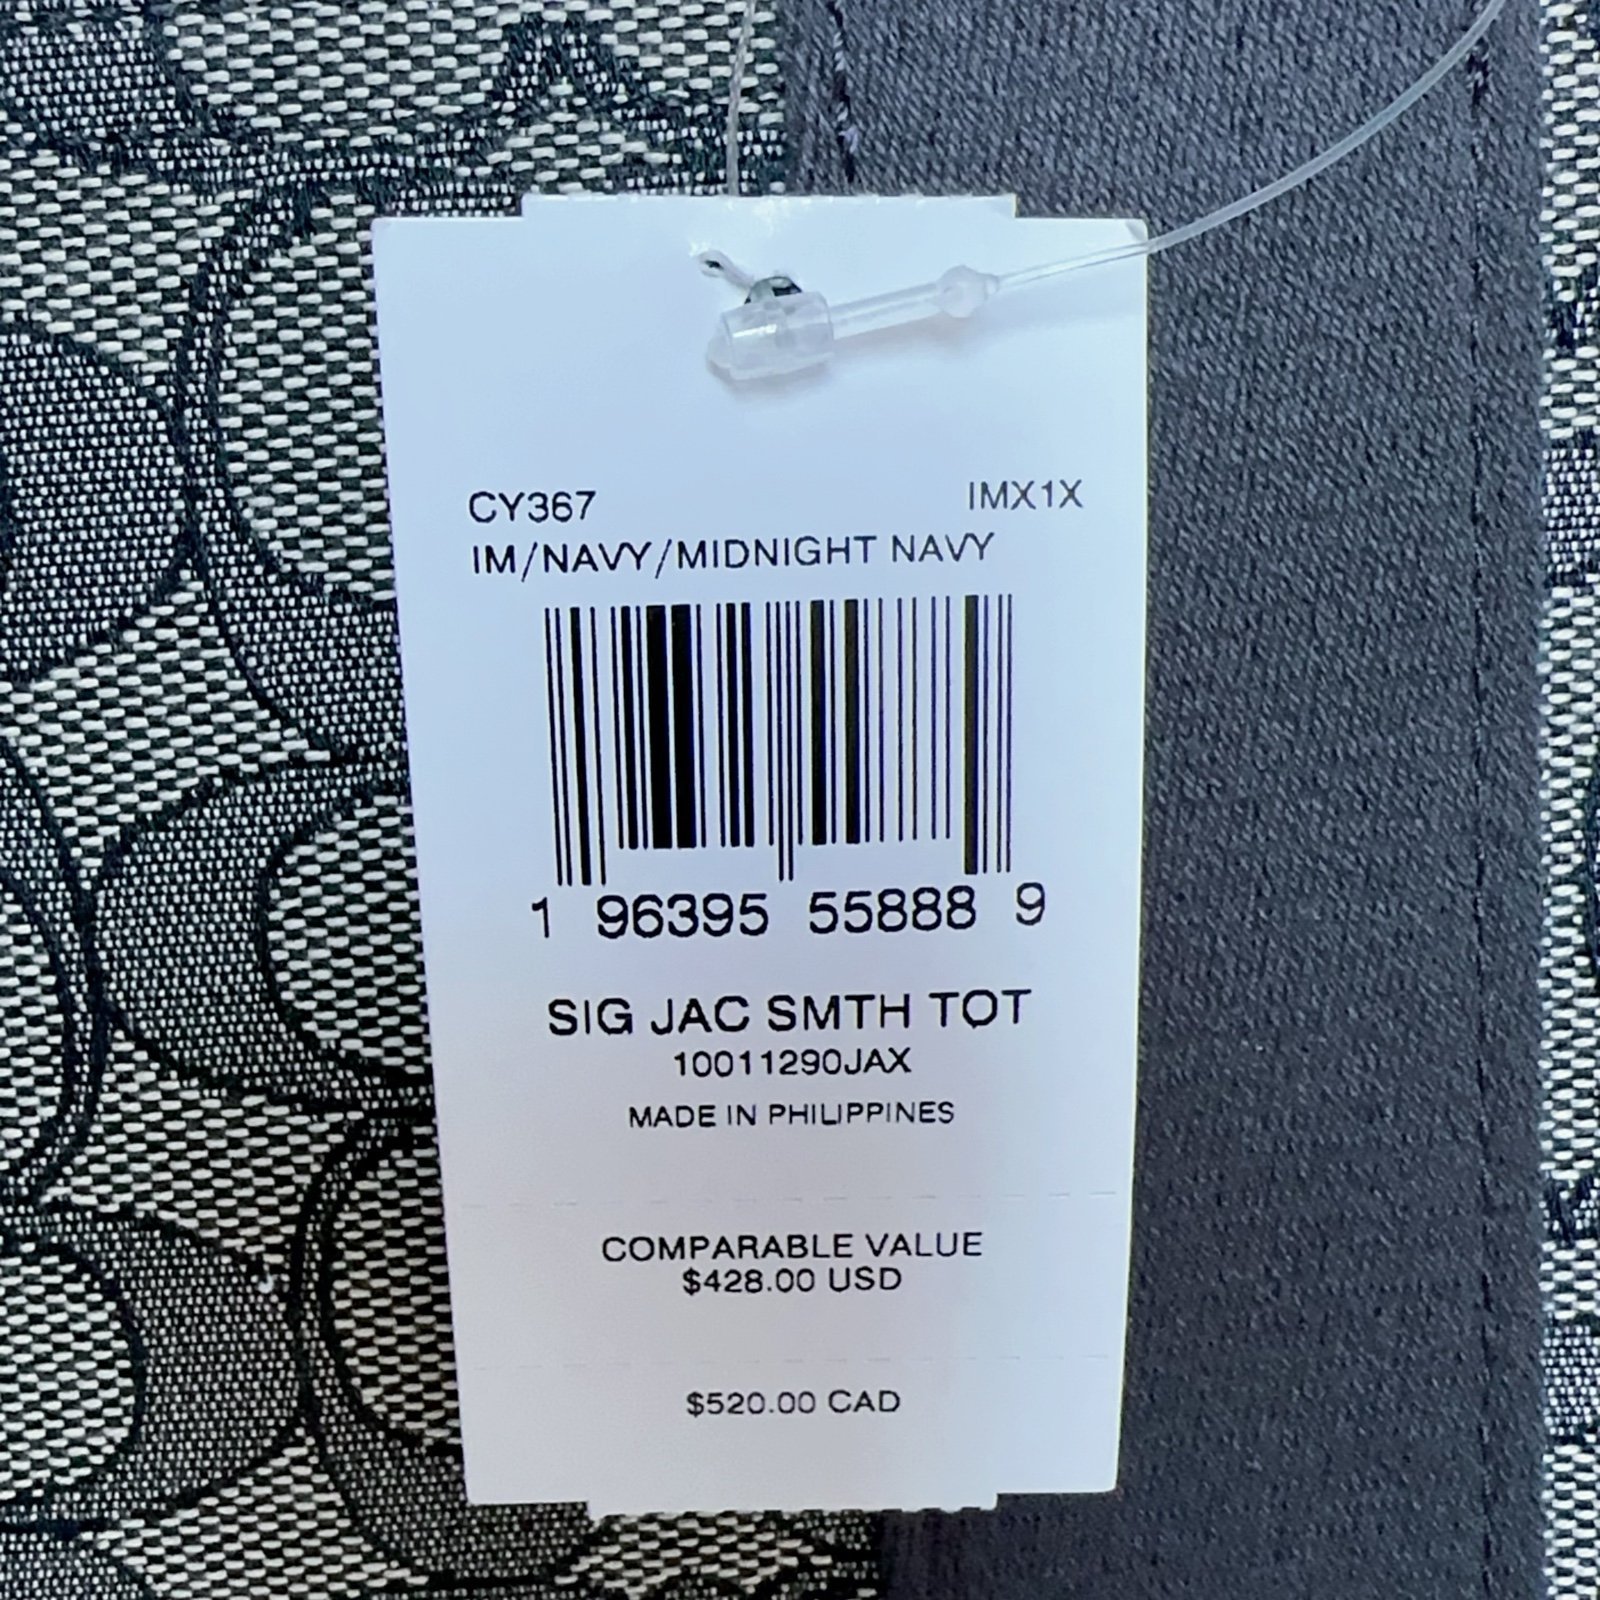 CY367 IMX1X
IM/NAVY/MIDNIGHT NAVY
1 96395 55888 9
SIG JAC SMTH TOT
10011290JAX
MADE IN PHILIPPINES
COMPARABLE VALUE
$428.00 USD
$520.00 CAD